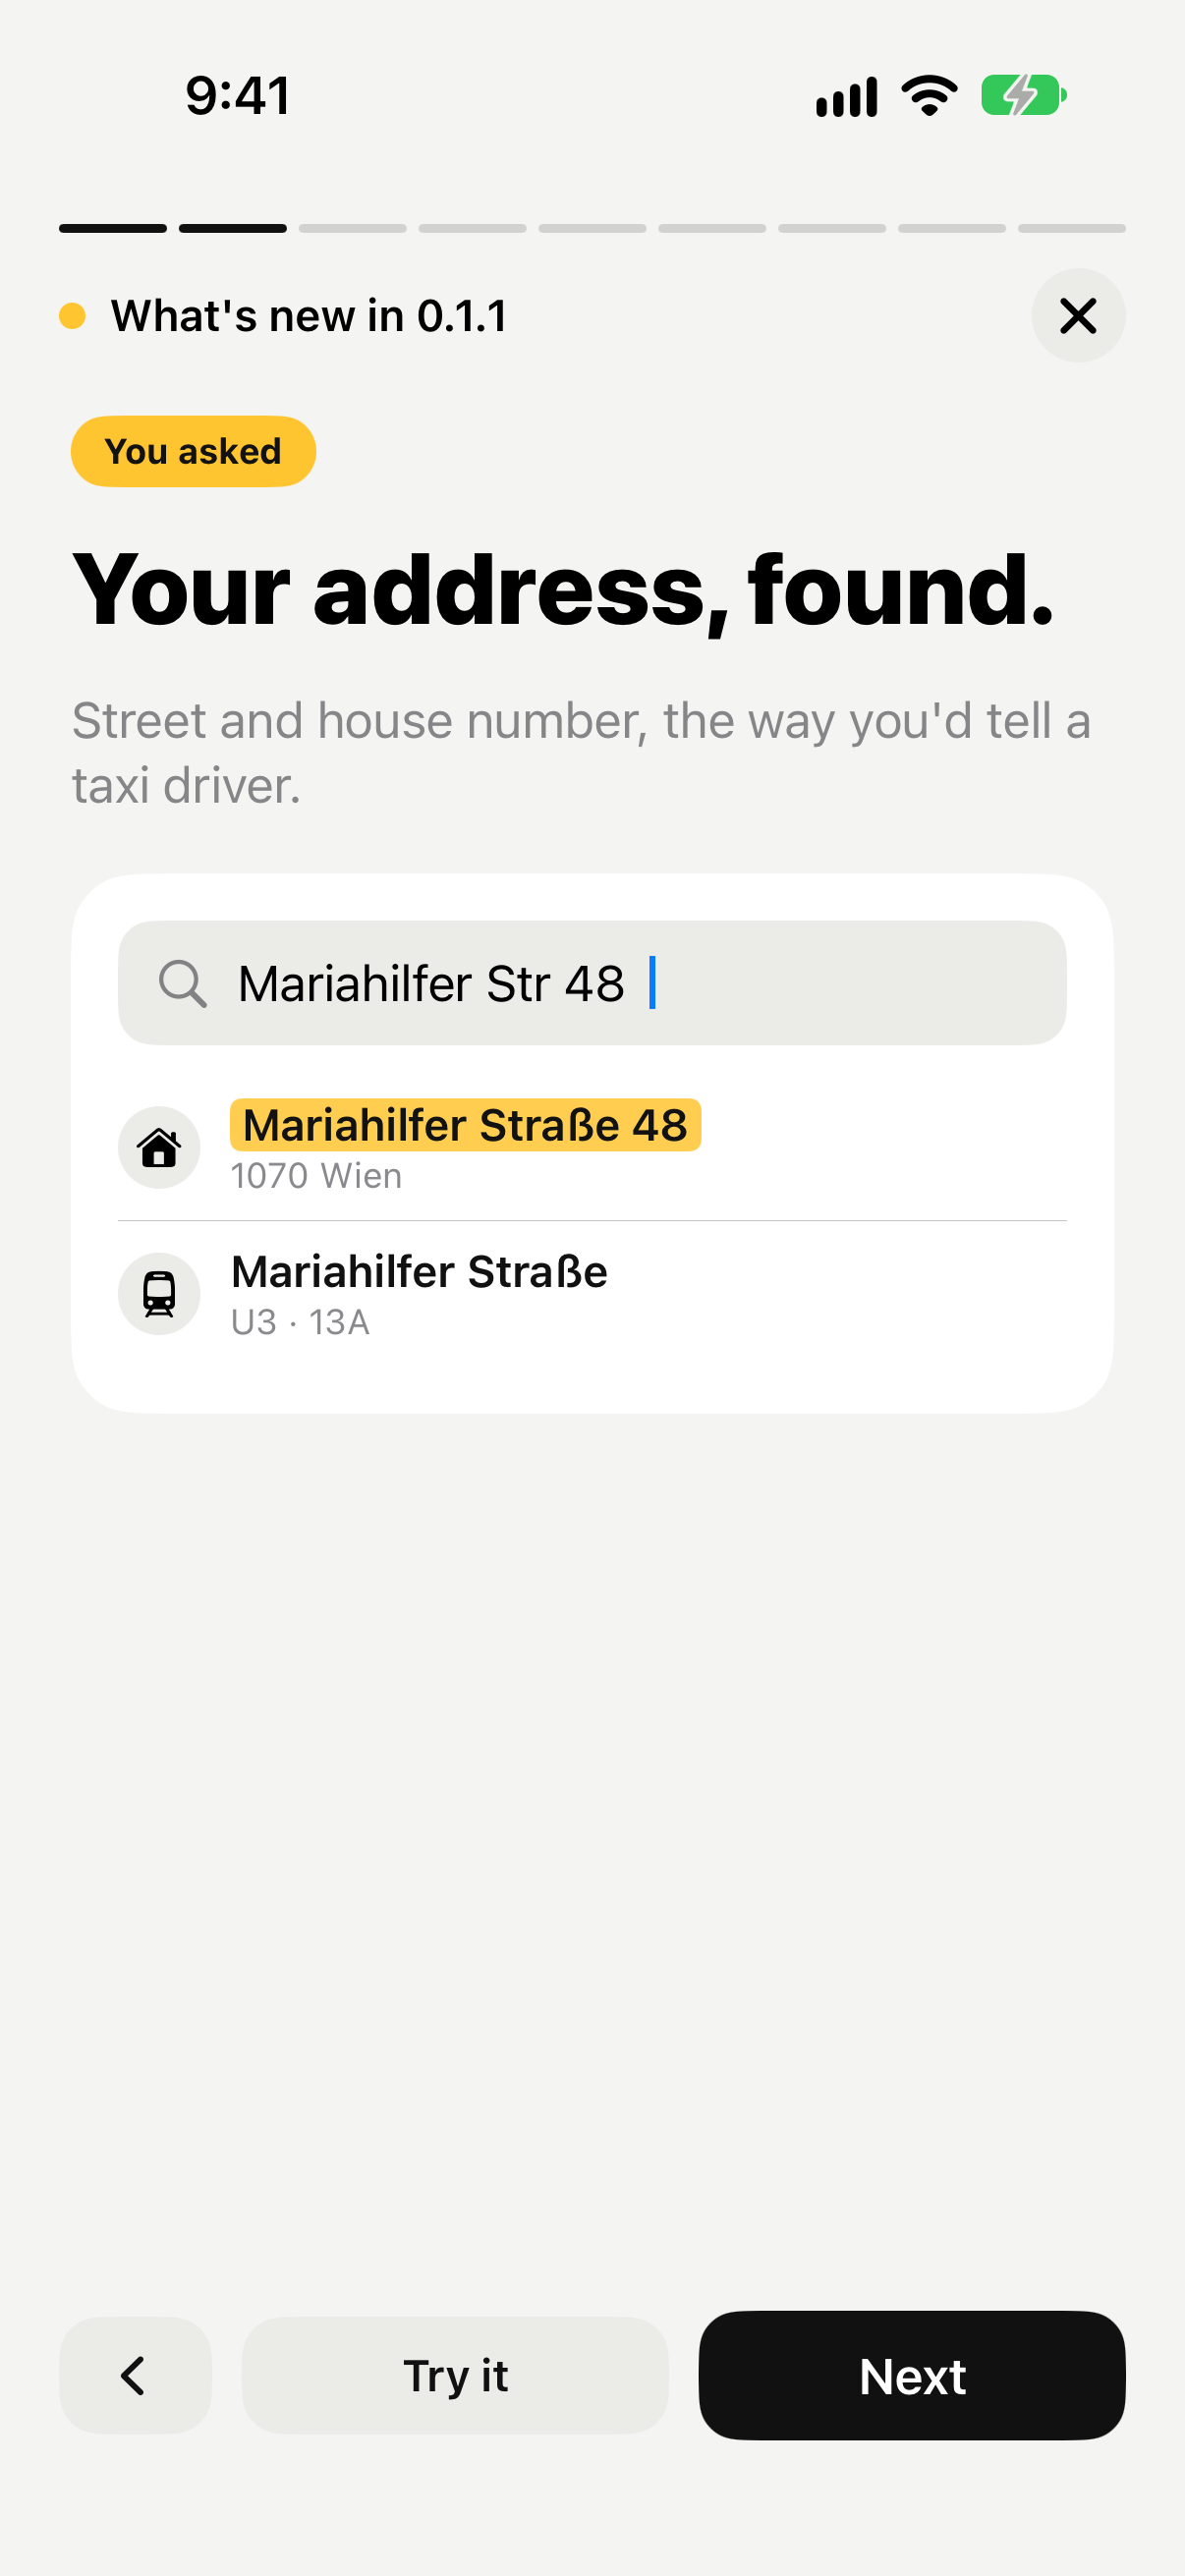 9:41
What's new in 0.1.1
You asked
Your address, found.
Street and house number, the way you'd tell a
taxi driver.
Mariahilfer Str 48
Mariahilfer Straße 48
1070 Wien
Mariahilfer Straße
U3 · 13A
Try it
Next